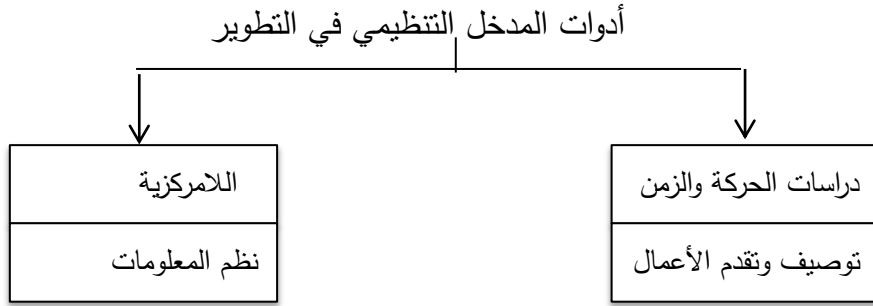 أدوات المدخل التنظيمي في التطوير
دراسات الحركة والزمن
اللامركزية
توصيف وتقدم الأعمال
نظم المعلومات